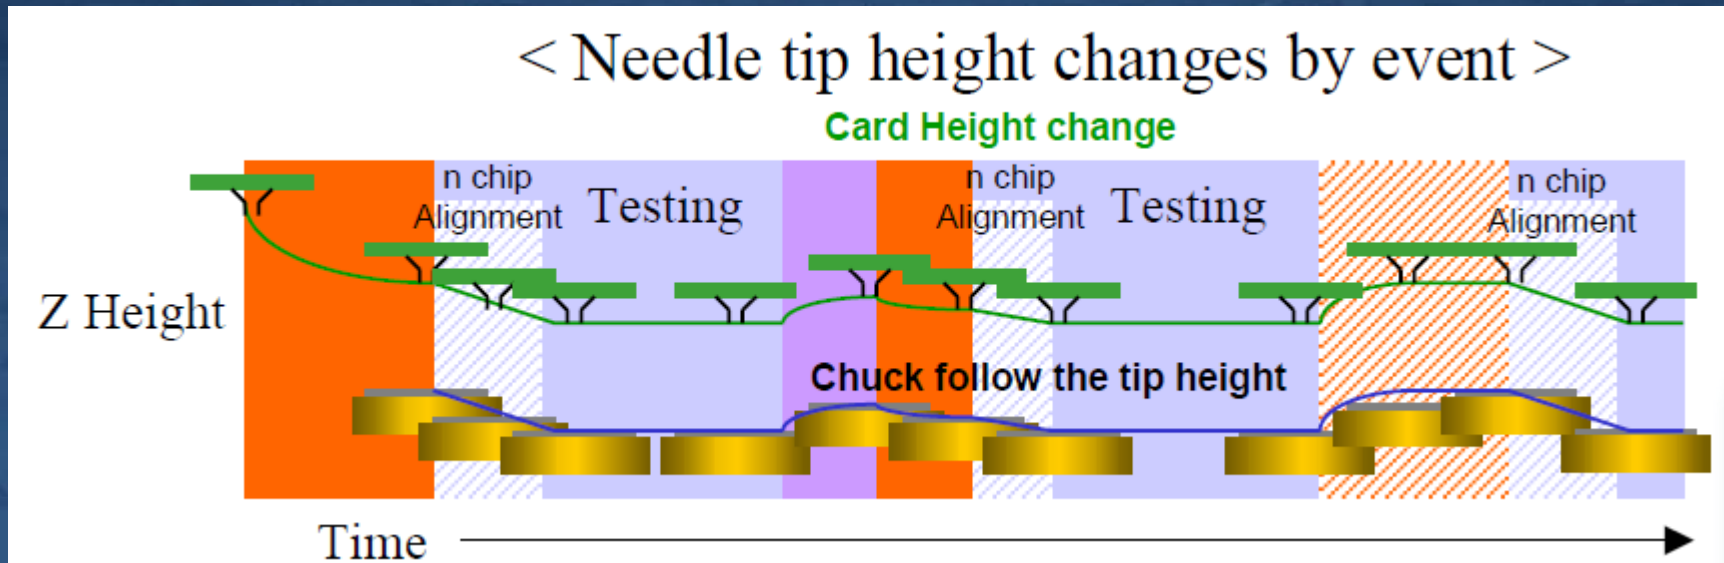 < Needle tip height changes by event >
Card Height change
n chip
Alignment
Testing
n chip
Alignment
Testing
n chip
Alignment
Z Height
Chuck follow the tip height
Time